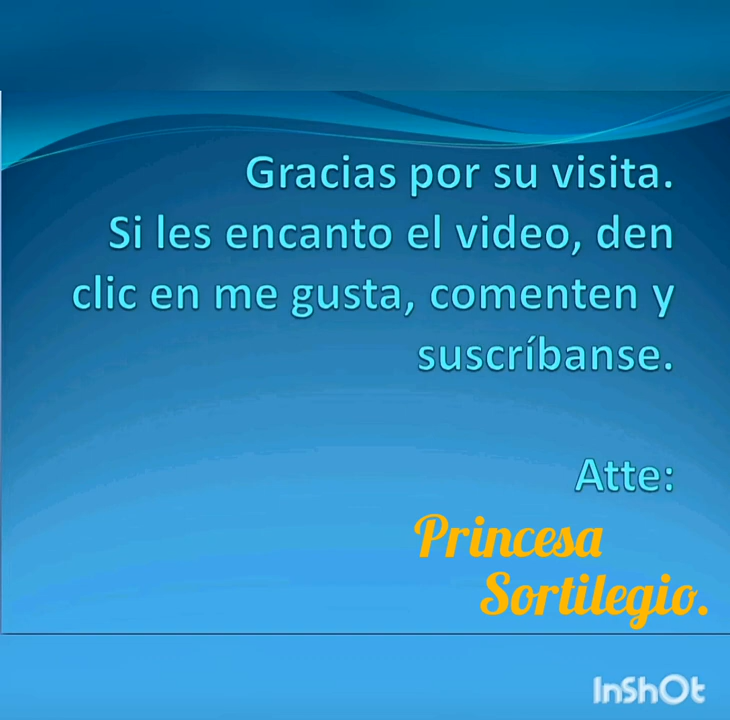 Gracias por su visita.
Si les encanto el video, den
clic en me gusta, comenten y
suscríbanse.
Atte:
Princesa
Sortilegio.
InShOt